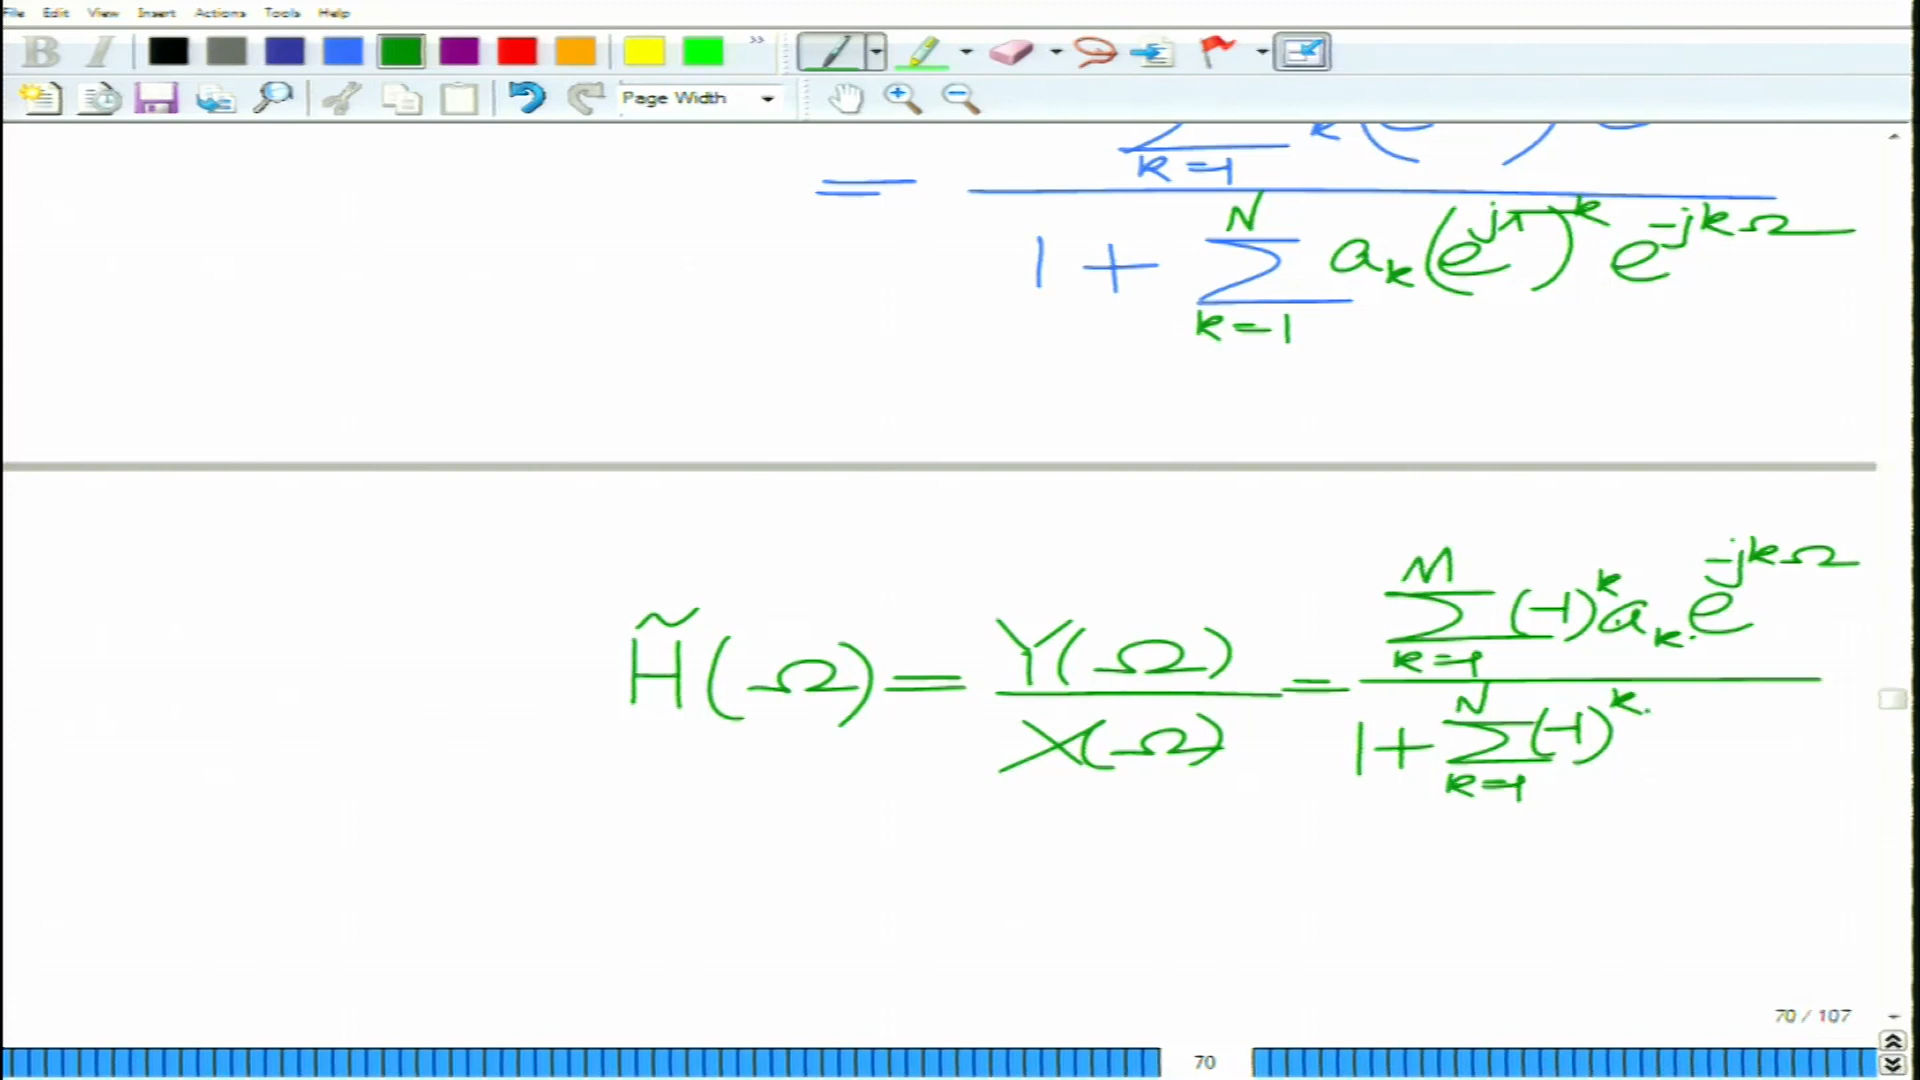 File Edit View Insert Actions Tools Help
B I »
Page Width
= k=1 k( )
1 + N ∑ k=1 a_k (e^{jπ})^k e^{-jkΩ}
H̃(Ω) = Y(Ω) / X(Ω) = M ∑ k=1 (-1)^k a_k e^{-jkΩ} / 1 + N ∑ k=1 (-1)^k
70 / 107
70